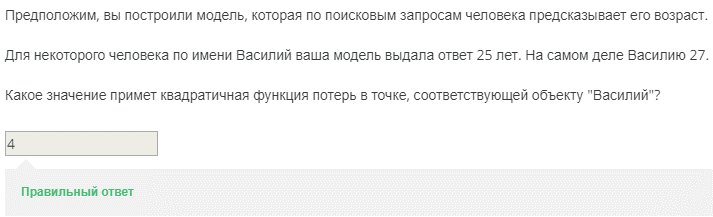 Предположим, вы построили модель, которая по поисковым запросам человека предсказывает его возраст.
Для некоторого человека по имени Василий ваша модель выдала ответ 25 лет. На самом деле Василию 27.
Какое значение примет квадратичная функция потерь в точке, соответствующей объекту "Василий"?
4
Правильный ответ